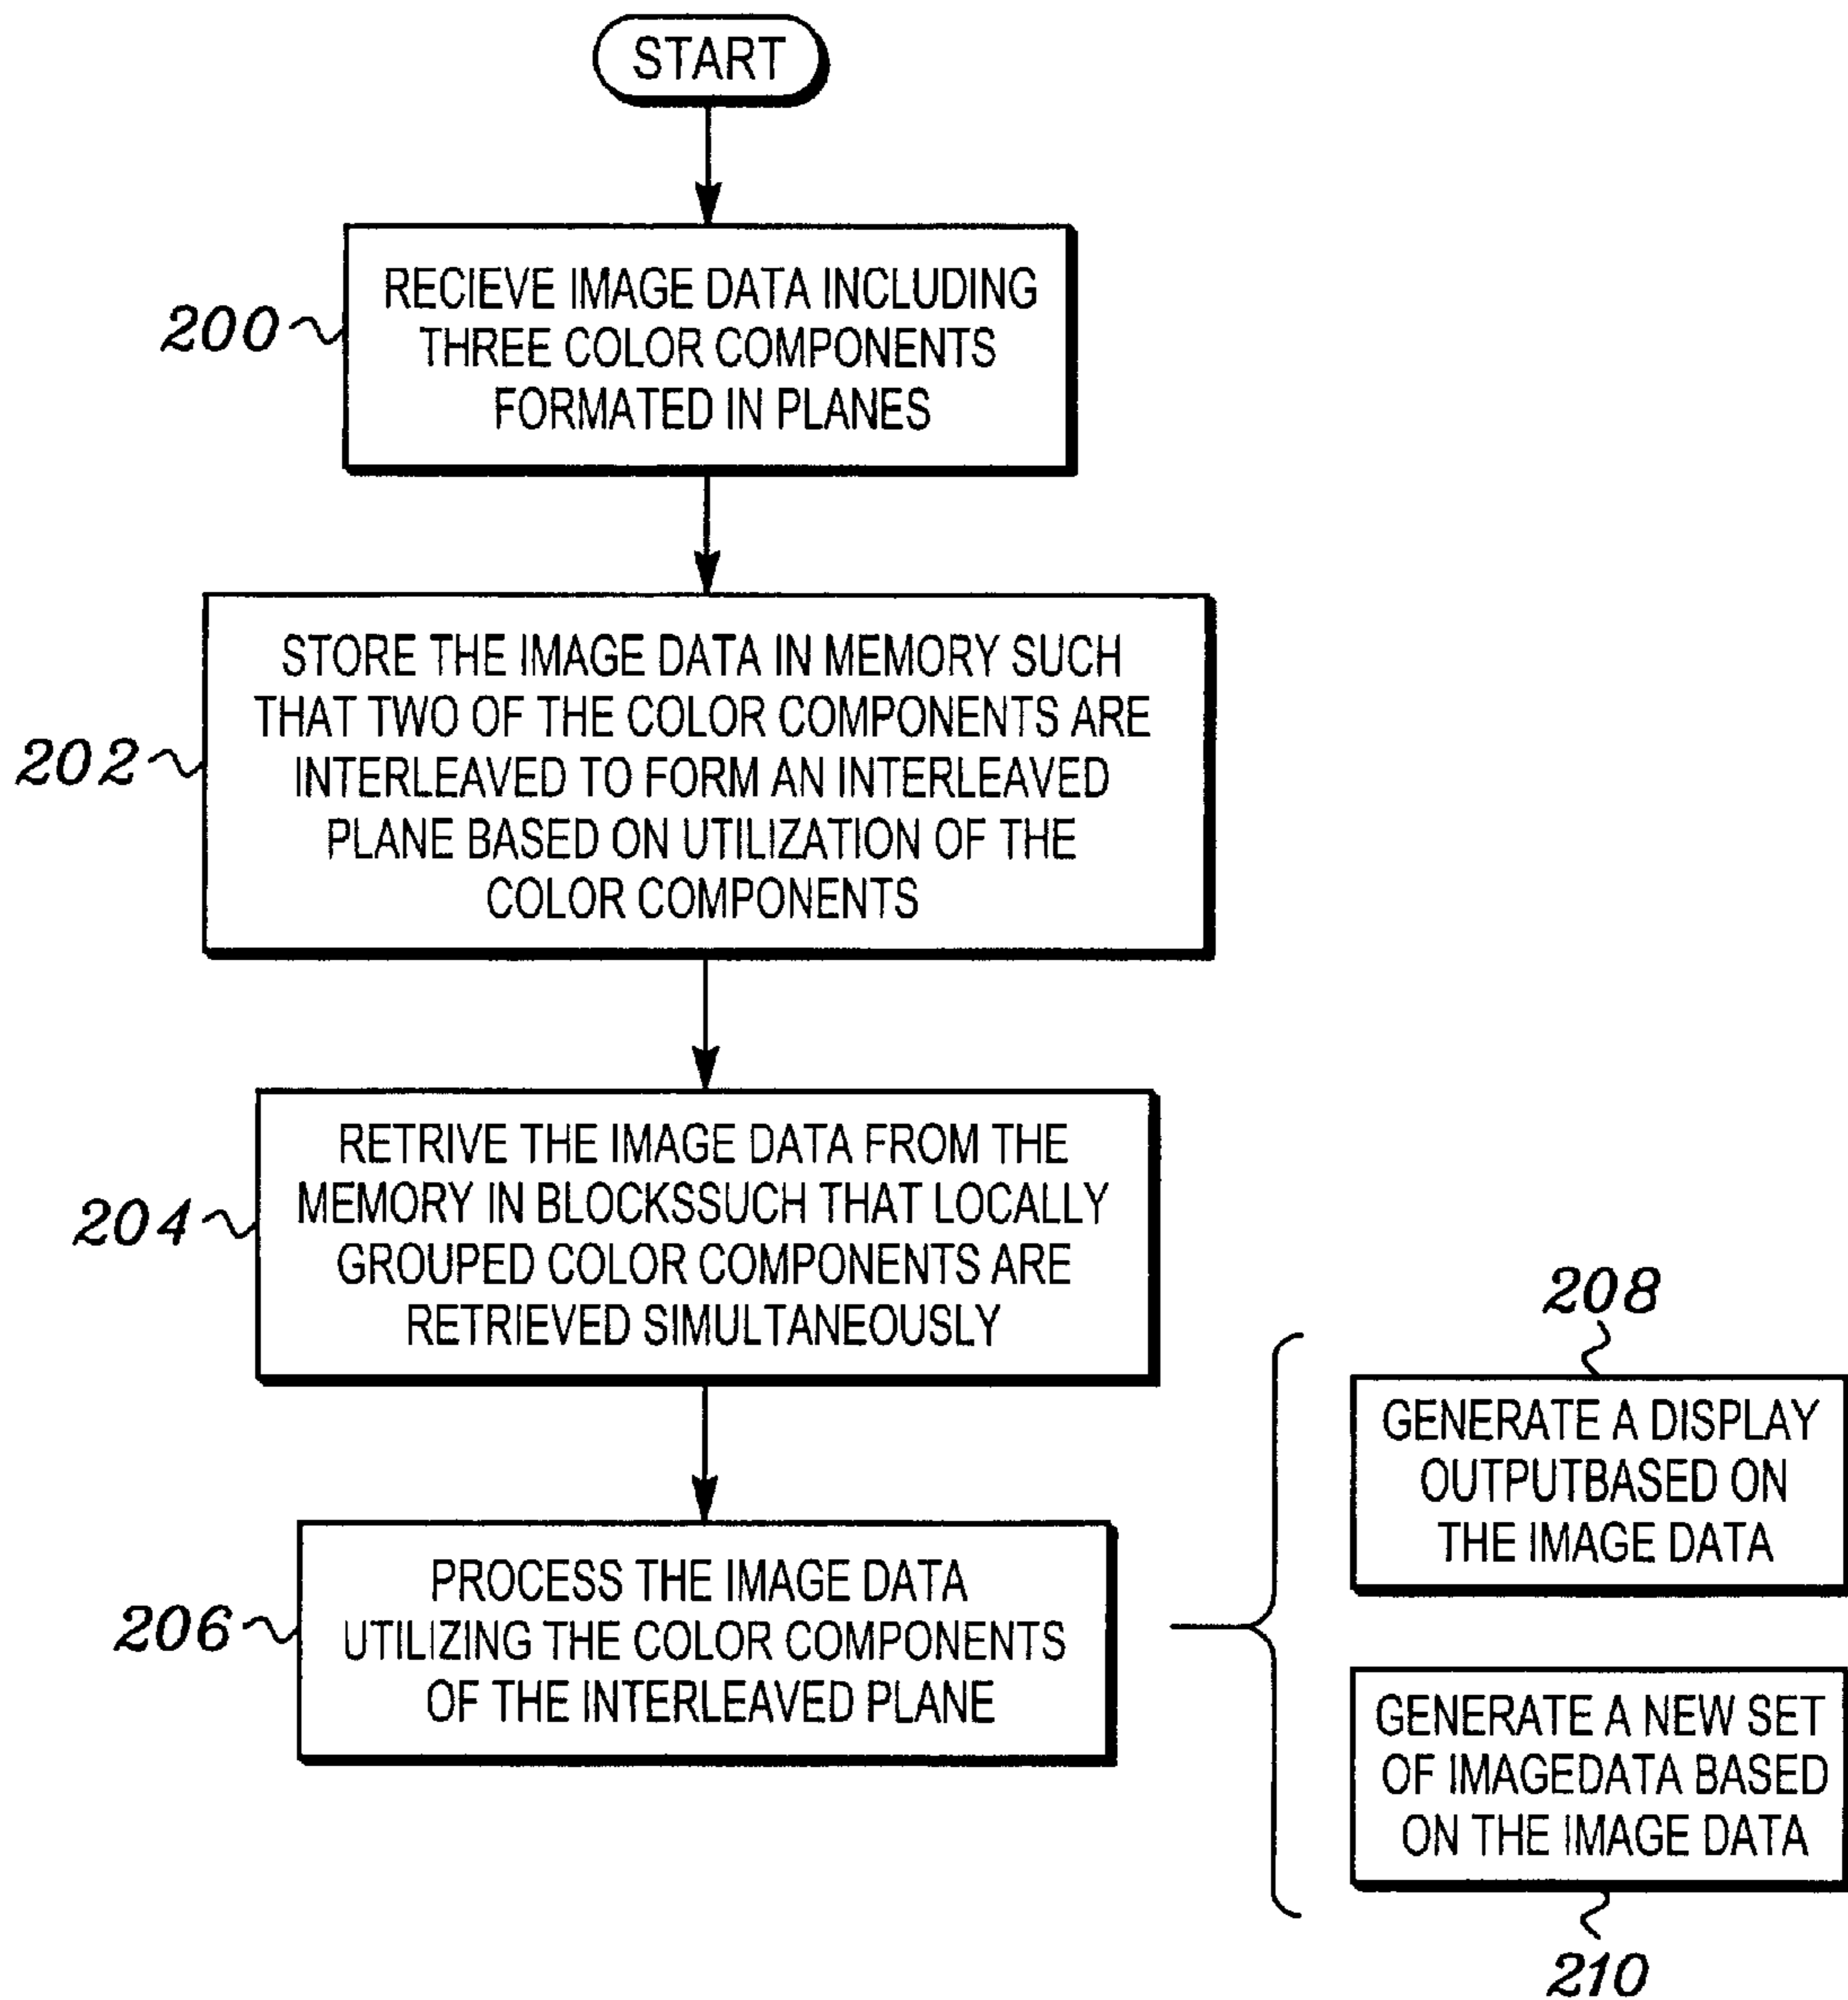 START
200
RECIEVE IMAGE DATA INCLUDING
THREE COLOR COMPONENTS
FORMATED IN PLANES
202
STORE THE IMAGE DATA IN MEMORY SUCH
THAT TWO OF THE COLOR COMPONENTS ARE
INTERLEAVED TO FORM AN INTERLEAVED
PLANE BASED ON UTILIZATION OF THE
COLOR COMPONENTS
204
RETRIVE THE IMAGE DATA FROM THE
MEMORY IN BLOCKSSUCH THAT LOCALLY
GROUPED COLOR COMPONENTS ARE
RETRIEVED SIMULTANEOUSLY
206
PROCESS THE IMAGE DATA
UTILIZING THE COLOR COMPONENTS
OF THE INTERLEAVED PLANE
208
GENERATE A DISPLAY
OUTPUTBASED ON
THE IMAGE DATA
GENERATE A NEW SET
OF IMAGEDATA BASED
ON THE IMAGE DATA
210